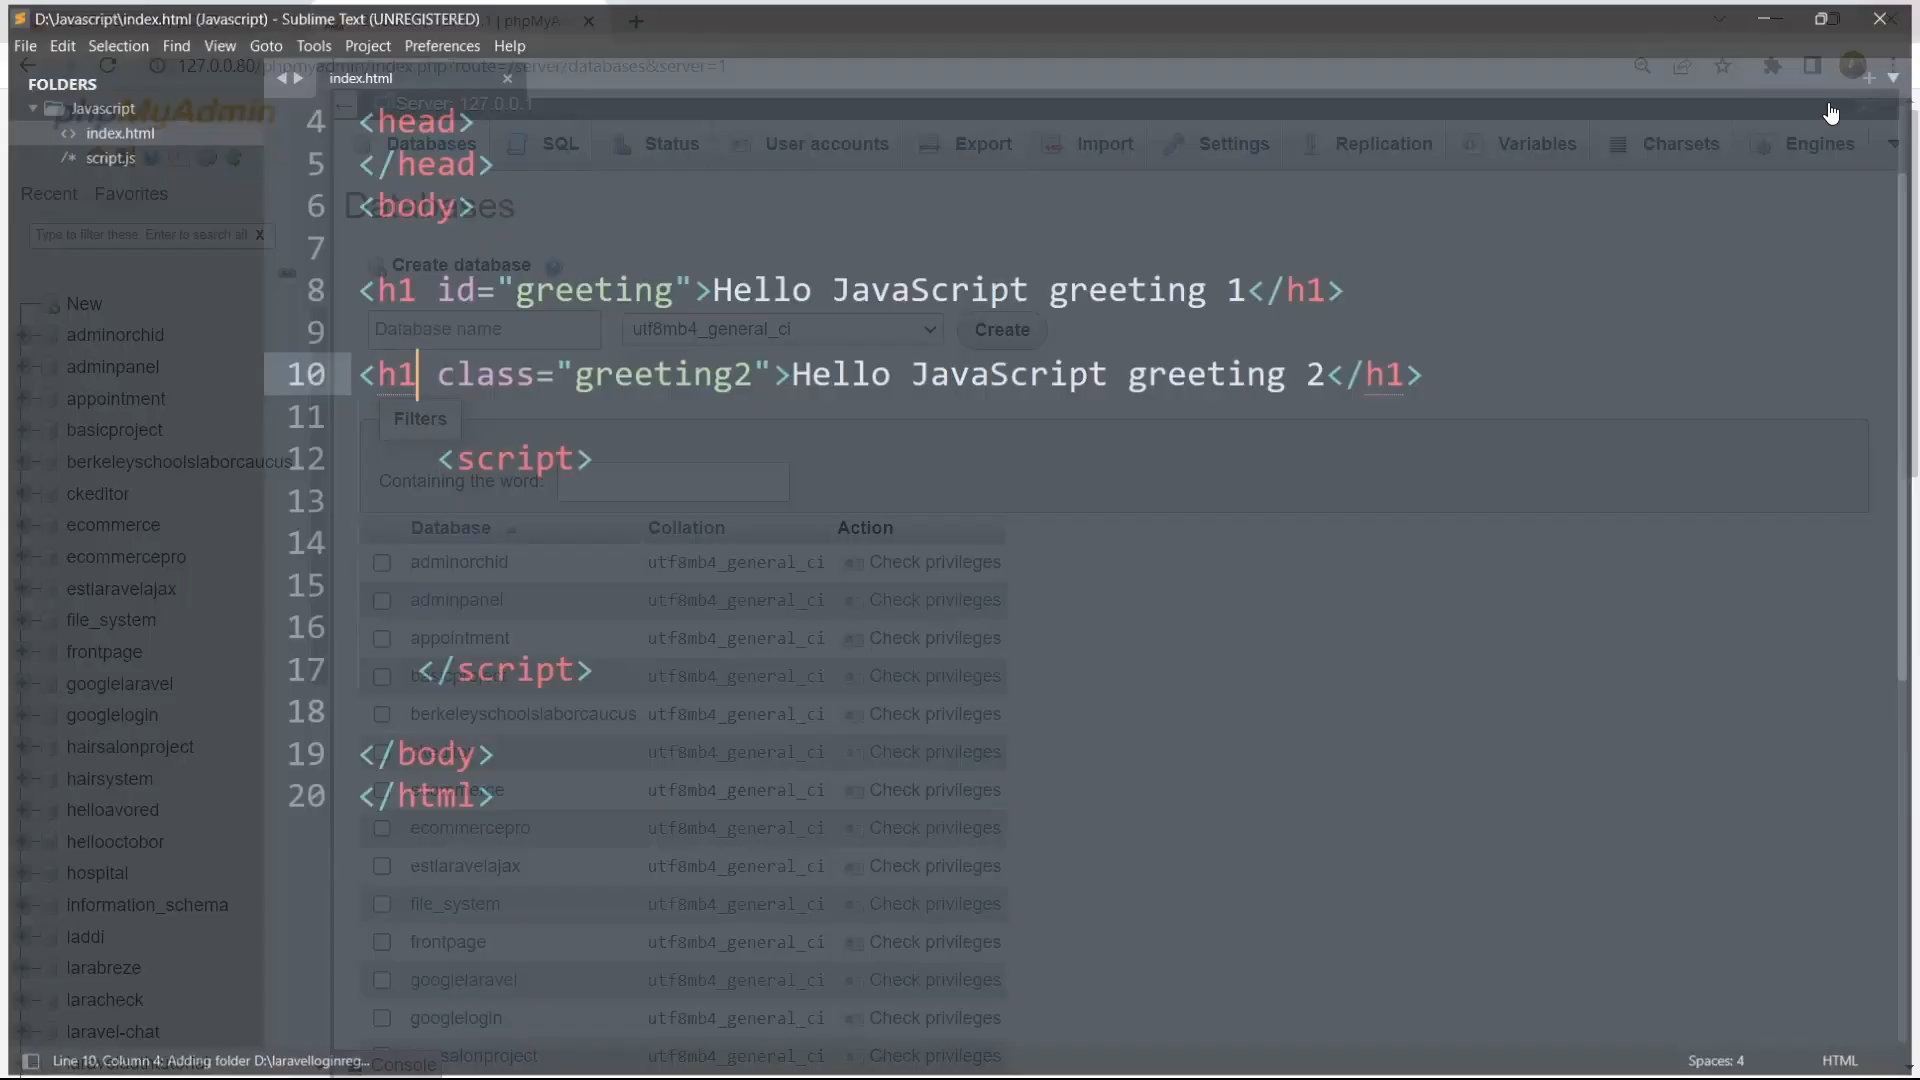 D:\Javascript\index.html (Javascript) - Sublime Text (UNREGISTERED)
1 | phpMyA
File Edit Selection Find View Goto Tools Project Preferences Help
127.0.0.80/phpmyadmin/index.php?route=/server/databases&server=1
FOLDERS
index.html
Javascript
index.html
script.js
phpMyAdmin
Server: 127.0.0.1
Databases SQL Status User accounts Export Import Settings Replication Variables Charsets Engines
Recent Favorites
Type to filter these, Enter to search all X
Databases
Create database
Database name utf8mb4_general_ci Create
4 <head>
5 </head>
6 <body>
7
8 <h1 id="greeting">Hello JavaScript greeting 1</h1>
9
10 <h1 class="greeting2">Hello JavaScript greeting 2</h1>
11
12 <script>
13
14
15
16
17 </script>
18
19 </body>
20 </html>
New
adminorchid
adminpanel
appointment
basicproject
berkeleyschoolslaborcaucus
ckeditor
ecommerce
ecommercepro
estlaravelajax
file_system
frontpage
googlelaravel
googlelogin
hairsalonproject
hairsystem
helloavored
hellooctobor
hospital
information_schema
laddi
larabreze
laracheck
laravel-chat
Filters
Containing the word:
Database Collation Action
adminorchid utf8mb4_general_ci Check privileges
adminpanel utf8mb4_general_ci Check privileges
appointment utf8mb4_general_ci Check privileges
basicproject utf8mb4_general_ci Check privileges
berkeleyschoolslaborcaucus utf8mb4_general_ci Check privileges
utf8mb4_general_ci Check privileges
ecommerce utf8mb4_general_ci Check privileges
ecommercepro utf8mb4_general_ci Check privileges
estlaravelajax utf8mb4_general_ci Check privileges
file_system utf8mb4_general_ci Check privileges
frontpage utf8mb4_general_ci Check privileges
googlelaravel utf8mb4_general_ci Check privileges
googlelogin utf8mb4_general_ci Check privileges
salonproject utf8mb4_general_ci Check privileges
Console
Line 10, Column 4; Adding folder D:\laravelloginreg...
Spaces: 4 HTML